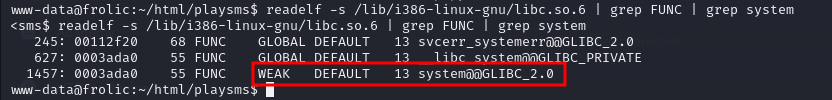 www-data@frolic:~/html/playsms$ readelf -s /lib/i386-linux-gnu/libc.so.6 | grep FUNC | grep system
<sms$ readelf -s /lib/i386-linux-gnu/libc.so.6 | grep FUNC | grep system
245: 00112f20 68 FUNC GLOBAL DEFAULT 13 svcerr_systemerr@@GLIBC_2.0
627: 0003ada0 55 FUNC GLOBAL DEFAULT 13 __libc_system@@GLIBC_PRIVATE
1457: 0003ada0 55 FUNC WEAK DEFAULT 13 system@@GLIBC_2.0
www-data@frolic:~/html/playsms$